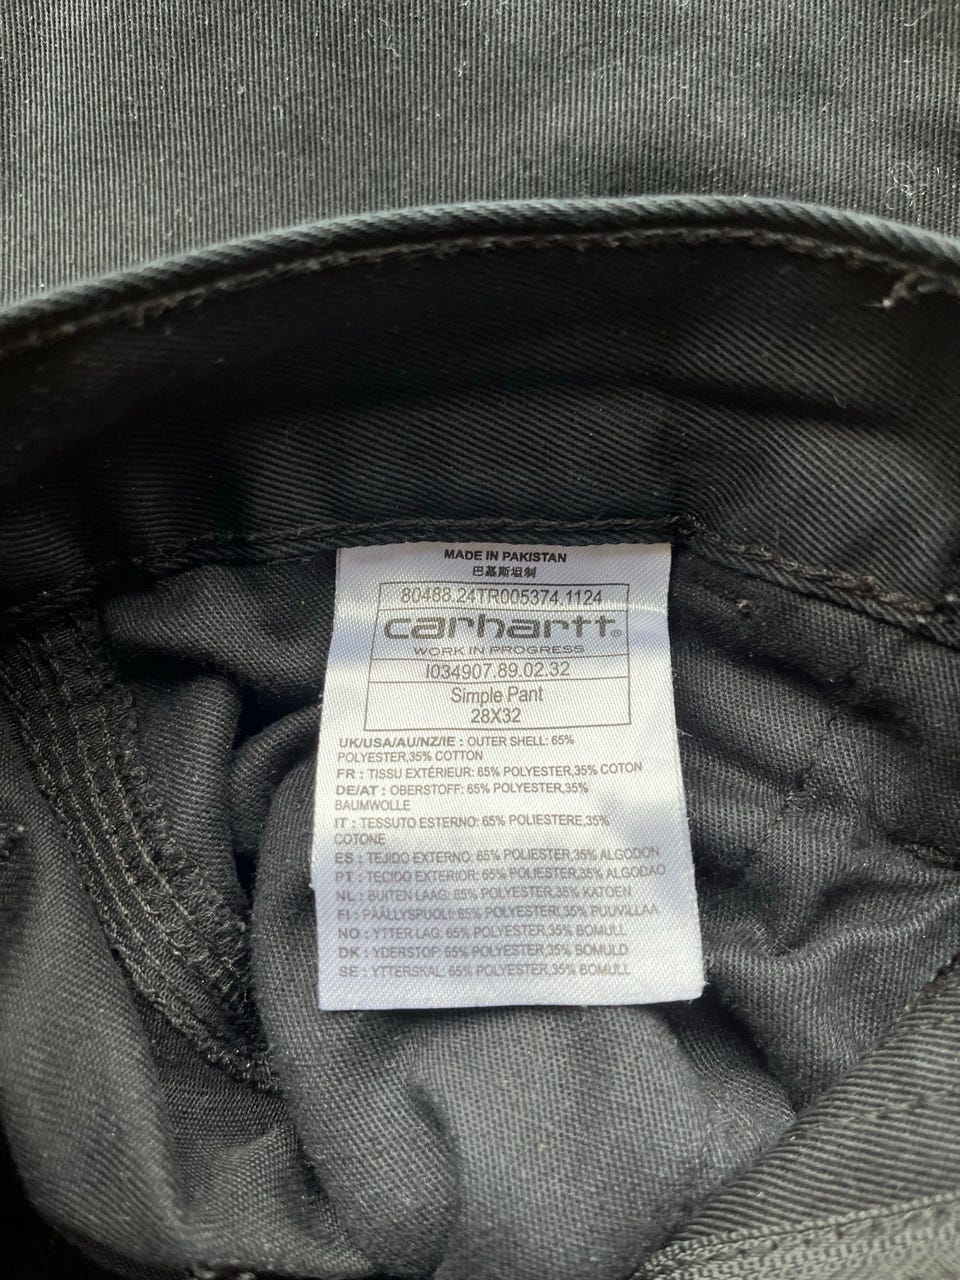 MADE IN PAKISTAN
巴基斯坦制
80488.24TR005374.1124
carhartt®
WORK IN PROGRESS
I034907.89.02.32
Simple Pant
28X32
UK/USA/AU/NZ/IE : OUTER SHELL: 65%
POLYESTER,35% COTTON
FR : TISSU EXTÉRIEUR: 65% POLYESTER,35% COTON
DE/AT : OBERSTOFF: 65% POLYESTER,35%
BAUMWOLLE
IT : TESSUTO ESTERNO: 65% POLIESTERE,35%
COTONE
ES : TEJIDO EXTERNO: 65% POLIESTER,35% ALGODON
PT : TECIDO EXTERIOR: 65% POLIESTER,35% ALGODAO
NL : BUITEN LAAG: 65% POLYESTER,35% KATOEN
FI : PÄÄLLYSPUOLI: 65% POLYESTERI,35% PUUVILLAA
NO : YTTER LAG: 65% POLYESTER,35% BOMULL
DK : YDERSTOF: 65% POLYESTER,35% BOMULD
SE : YTTERSKAL: 65% POLYESTER,35% BOMULL